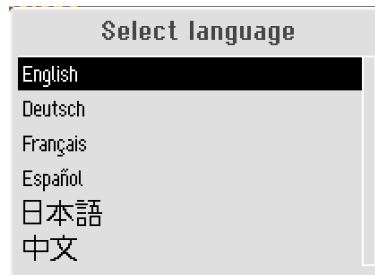 Select language
English
Deutsch
Français
Español
日本語
中文